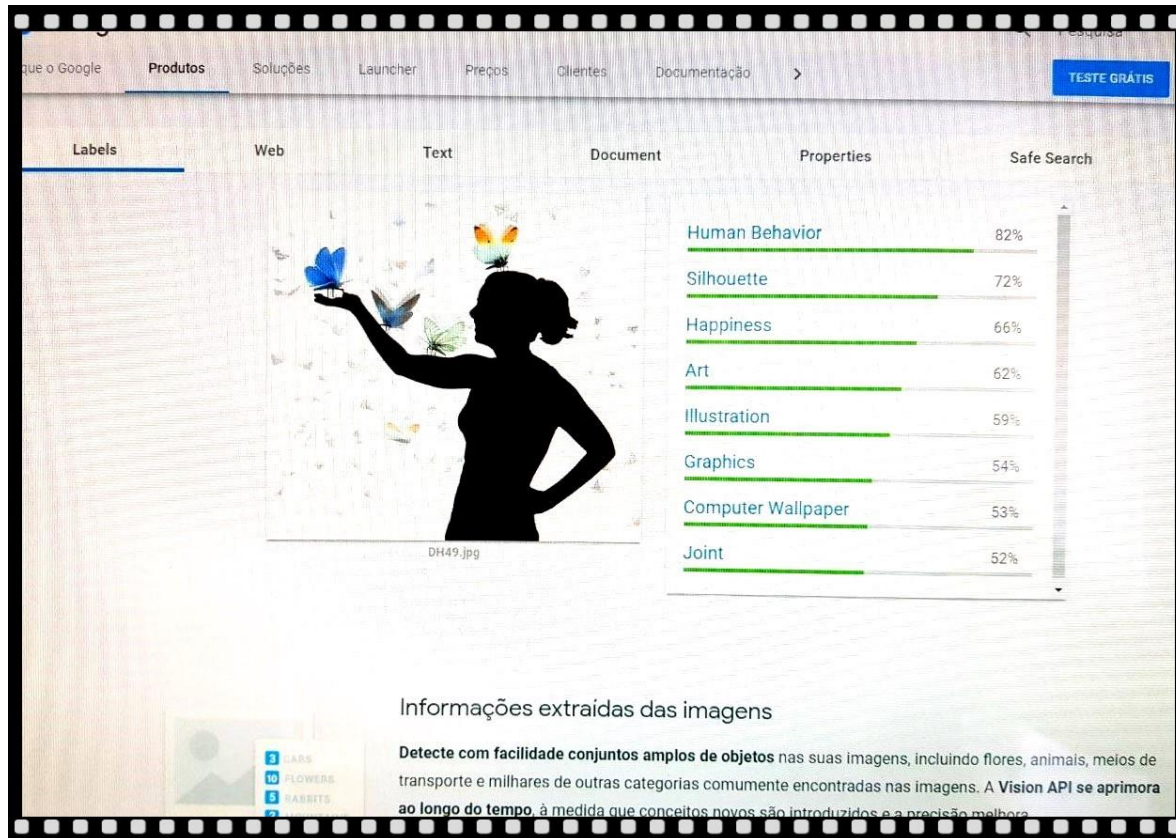 que o Google
Produtos
Soluções
Launcher
Preços
Clientes
Documentação
>
Pesquisa
TESTE GRÁTIS
Labels
Web
Text
Document
Properties
Safe Search
Human Behavior 82%
Silhouette 72%
Happiness 66%
Art 62%
Illustration 59%
Graphics 54%
Computer Wallpaper 53%
Joint 52%
DH49.jpg
Informações extraídas das imagens
3 CARS
10 FLOWERS
5 RABBITS
Detecte com facilidade conjuntos amplos de objetos nas suas imagens, incluindo flores, animais, meios de
transporte e milhares de outras categorias comumente encontradas nas imagens. A Vision API se aprimora
ao longo do tempo, à medida que conceitos novos são introduzidos e a precisão melhora